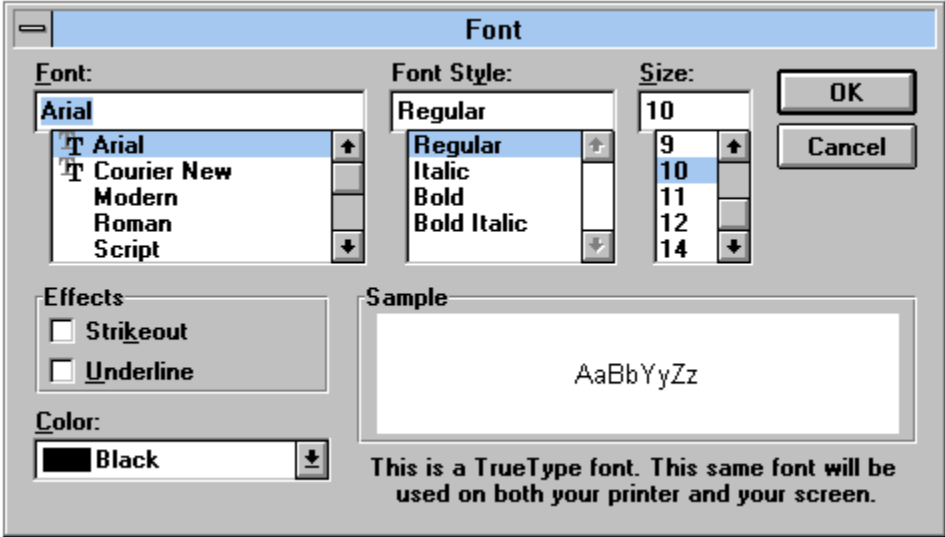 Font
Font:
Font Style:
Size:
Arial
Regular
10
OK
Cancel
Arial
Courier New
Modern
Roman
Script
Regular
Italic
Bold
Bold Italic
9
10
11
12
14
Effects
Strikeout
Underline
Color:
Black
Sample
AaBbYyZz
This is a TrueType font. This same font will be
used on both your printer and your screen.